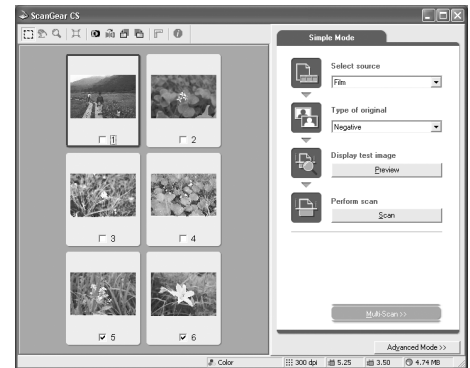 ScanGear CS
Simple Mode
Select source
Film
Type of original
Negative
Display test image
Preview
Perform scan
Scan
1
2
3
4
5
6
Multi-Scan >>
Advanced Mode >>
Color
300 dpi
5.25
3.50
4.74 MB